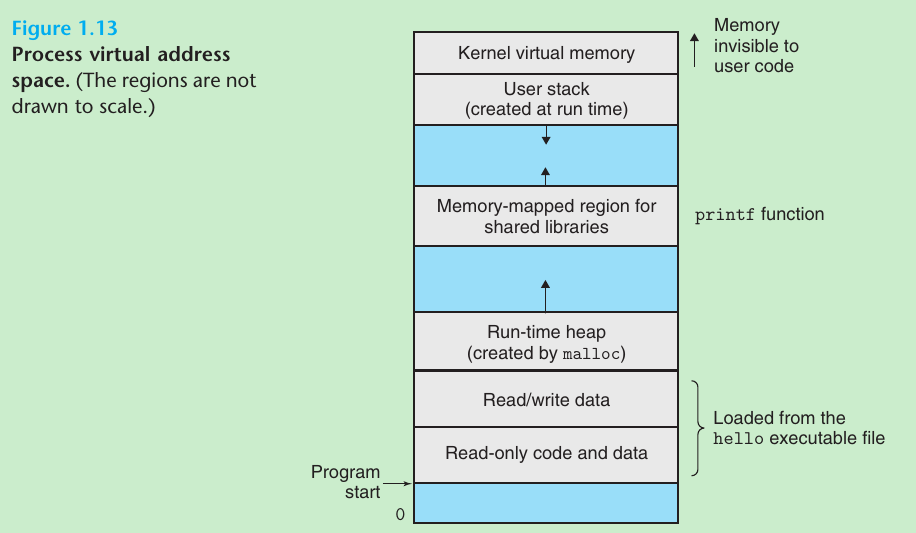 Figure 1.13
Process virtual address
space. (The regions are not
drawn to scale.)
Kernel virtual memory
Memory
invisible to
user code
User stack
(created at run time)
Memory-mapped region for
shared libraries
printf function
Run-time heap
(created by malloc)
Read/write data
Loaded from the
hello executable file
Read-only code and data
Program
start
0